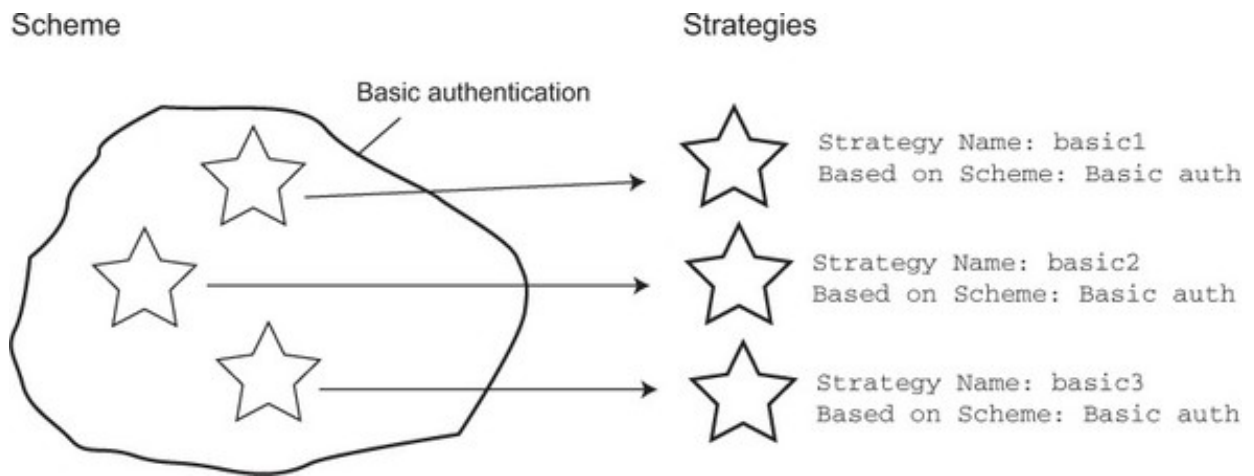 Scheme
Strategies
Basic authentication
Strategy Name: basic1
Based on Scheme: Basic auth
Strategy Name: basic2
Based on Scheme: Basic auth
Strategy Name: basic3
Based on Scheme: Basic auth